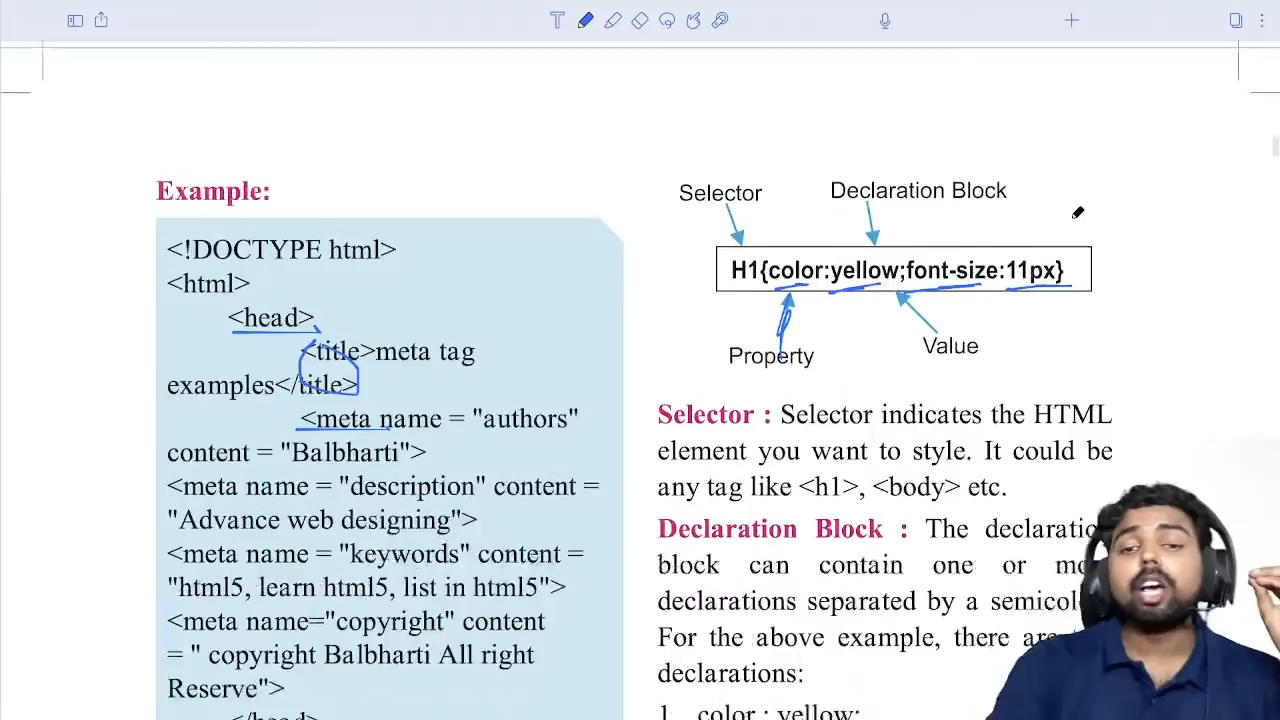 Example:
<!DOCTYPE html>
<html>
<head>
<title>meta tag
examples</title>
<meta name = "authors"
content = "Balbharti">
<meta name = "description" content =
"Advance web designing">
<meta name = "keywords" content =
"html5, learn html5, list in html5">
<meta name="copyright" content
= " copyright Balbharti All right
Reserve">
Selector
Declaration Block
H1{color:yellow;font-size:11px}
Property
Value
Selector : Selector indicates the HTML
element you want to style. It could be
any tag like <h1>, <body> etc.
Declaration Block : The
block can contain one or
declarations separated by a
For the above example, there
declarations:
1. color : yellow;